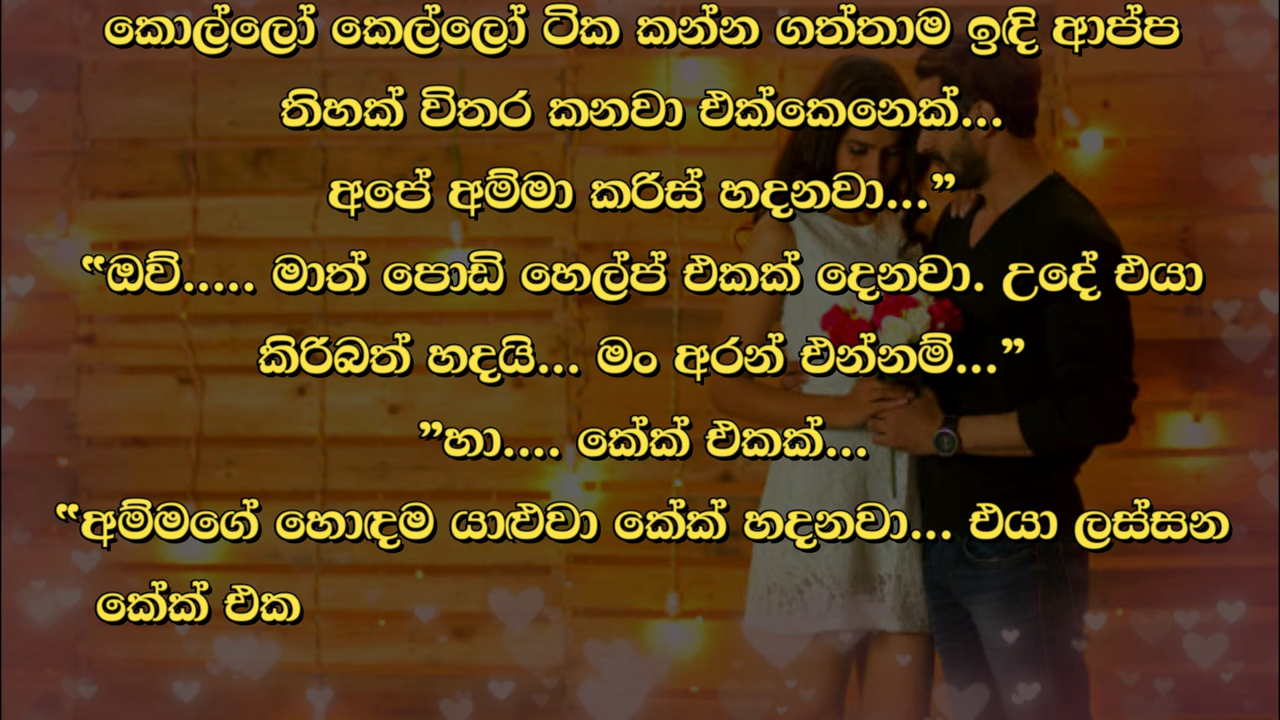 කොල්ලෝ කෙල්ලෝ ටික කන්න ගත්තාම ඉඳි ආප්ප
තිහක් විතර කනවා එක්කෙනෙක්...
අපේ අම්මා කරිස් හදනවා...”
“ඔව්..... මාත් පොඩි හෙල්ප් එකක් දෙනවා. උදේ එයා
කිරිබත් හදයි... මං අරන් එන්නම්...”
”හා.... කේක් එකක්...
“අම්මගේ හොඳම යාළුවා කේක් හදනවා... එයා ලස්සන
කේක් එක